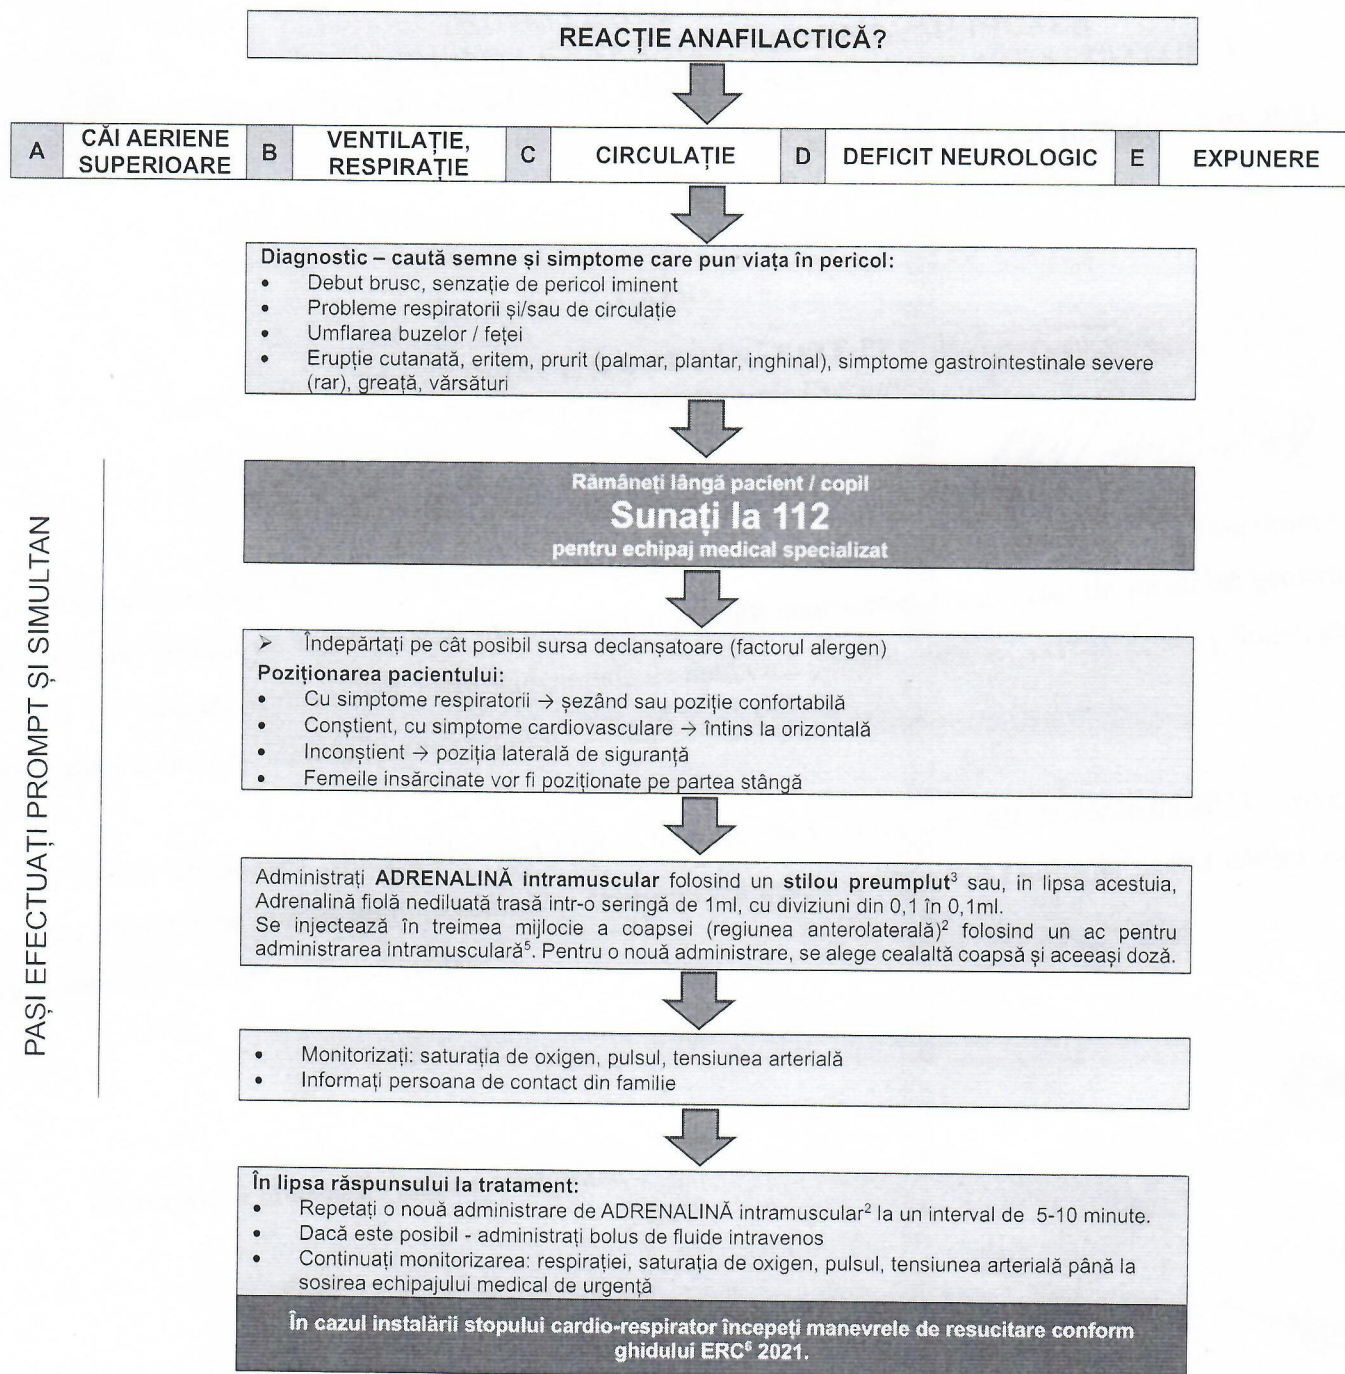 REACȚIE ANAFILACTICĂ?
A CĂI AERIENE SUPERIOARE B VENTILAȚIE, RESPIRAȚIE C CIRCULAȚIE D DEFICIT NEUROLOGIC E EXPUNERE
Diagnostic – caută semne și simptome care pun viața în pericol:
• Debut brusc, senzație de pericol iminent
• Probleme respiratorii și/sau de circulație
• Umflarea buzelor / feței
• Erupție cutanată, eritem, prurit (palmar, plantar, inghinal), simptome gastrointestinale severe
(rar), greață, vărsături
PAȘI EFECTUAȚI PROMPT ȘI SIMULTAN
Rămâneți lângă pacient / copil
Sunați la 112
pentru echipaj medical specializat
➤ Îndepărtați pe cât posibil sursa declanșatoare (factorul alergen)
Poziționarea pacientului:
• Cu simptome respiratorii → șezând sau poziție confortabilă
• Conștient, cu simptome cardiovasculare → întins la orizontală
• Inconștient → poziția laterală de siguranță
• Femeile insărcinate vor fi poziționate pe partea stângă
Administrați ADRENALINĂ intramuscular folosind un stilou preumplut³ sau, in lipsa acestuia,
Adrenalină fiolă nediluată trasă intr-o seringă de 1ml, cu diviziuni din 0,1 în 0,1ml.
Se injectează în treimea mijlocie a coapsei (regiunea anterolaterală)² folosind un ac pentru
administrarea intramusculară⁵. Pentru o nouă administrare, se alege cealaltă coapsă și aceeași doză.
• Monitorizați: saturația de oxigen, pulsul, tensiunea arterială
• Informați persoana de contact din familie
În lipsa răspunsului la tratament:
• Repetați o nouă administrare de ADRENALINĂ intramuscular² la un interval de 5-10 minute.
• Dacă este posibil - administrați bolus de fluide intravenos
• Continuați monitorizarea: respirației, saturația de oxigen, pulsul, tensiunea arterială până la
sosirea echipajului medical de urgență
În cazul instalării stopului cardio-respirator începeți manevrele de resucitare conform
ghidului ERC⁶ 2021.